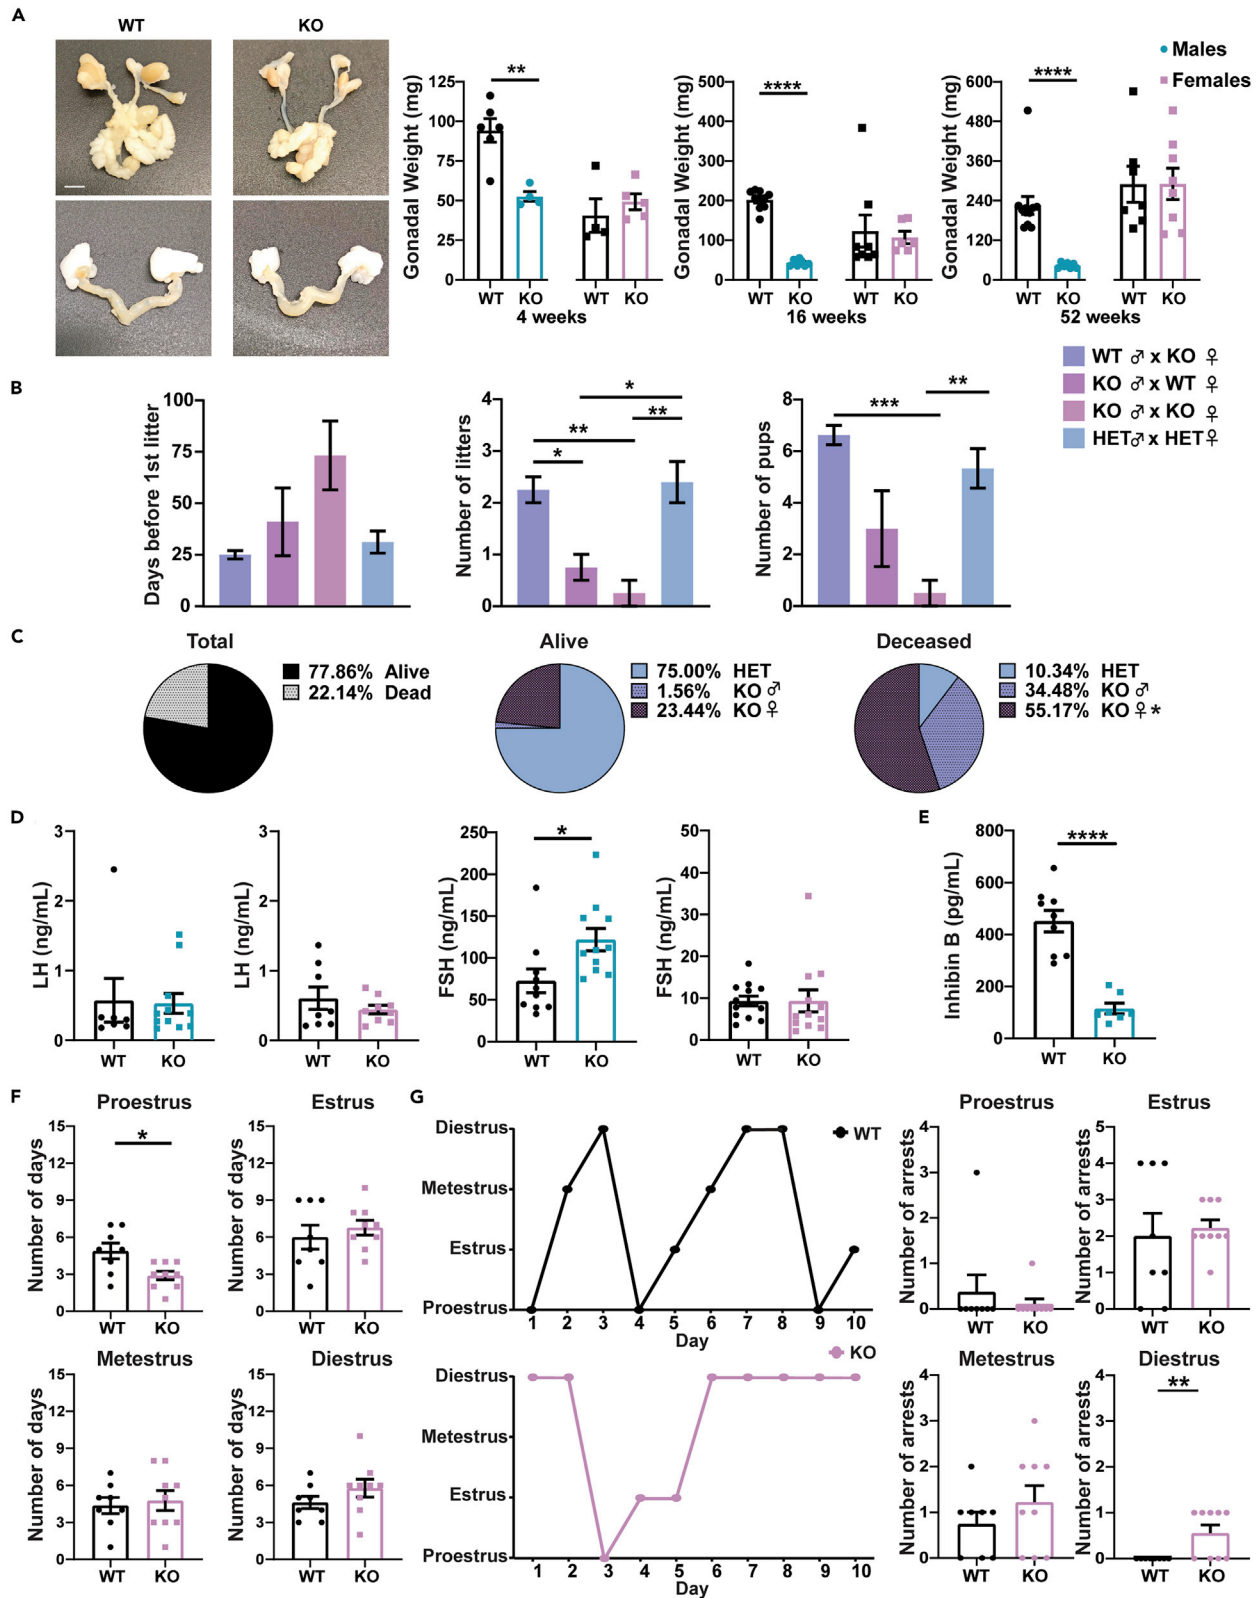 A
WT
KO
Males
Females
Gonadal Weight (mg)
125
100
75
50
25
0
**
WT
KO
WT
KO
4 weeks
Gonadal Weight (mg)
500
400
300
200
100
0
****
WT
KO
WT
KO
16 weeks
Gonadal Weight (mg)
600
480
360
240
120
0
****
WT
KO
WT
KO
52 weeks
B
WT ♂ x KO ♀
KO ♂ x WT ♀
KO ♂ x KO ♀
HET♂ x HET♀
Days before 1st litter
100
75
50
25
0
Number of litters
4
3
2
1
0
*
**
**
*
Number of pups
8
6
4
2
0
**
***
C
Total
77.86% Alive
22.14% Dead
Alive
75.00% HET
1.56% KO ♂
23.44% KO ♀
Deceased
10.34% HET
34.48% KO ♂
55.17% KO ♀ *
D
LH (ng/mL)
3
2
1
0
WT
KO
LH (ng/mL)
3
2
1
0
WT
KO
FSH (ng/mL)
250
200
150
100
50
0
*
WT
KO
FSH (ng/mL)
50
40
30
20
10
0
WT
KO
E
Inhibin B (pg/mL)
800
600
400
200
0
****
WT
KO
F
Proestrus
Number of days
15
12
9
6
3
0
*
WT
KO
Estrus
Number of days
15
12
9
6
3
0
WT
KO
Metestrus
Number of days
15
12
9
6
3
0
WT
KO
Diestrus
Number of days
15
12
9
6
3
0
WT
KO
G
WT
Diestrus
Metestrus
Estrus
Proestrus
1 2 3 4 5 6 7 8 9 10
Day
KO
Diestrus
Metestrus
Estrus
Proestrus
1 2 3 4 5 6 7 8 9 10
Day
Proestrus
Number of arrests
4
3
2
1
0
WT
KO
Estrus
Number of arrests
5
4
3
2
1
0
WT
KO
Metestrus
Number of arrests
4
3
2
1
0
WT
KO
Diestrus
Number of arrests
4
3
2
1
0
**
WT
KO